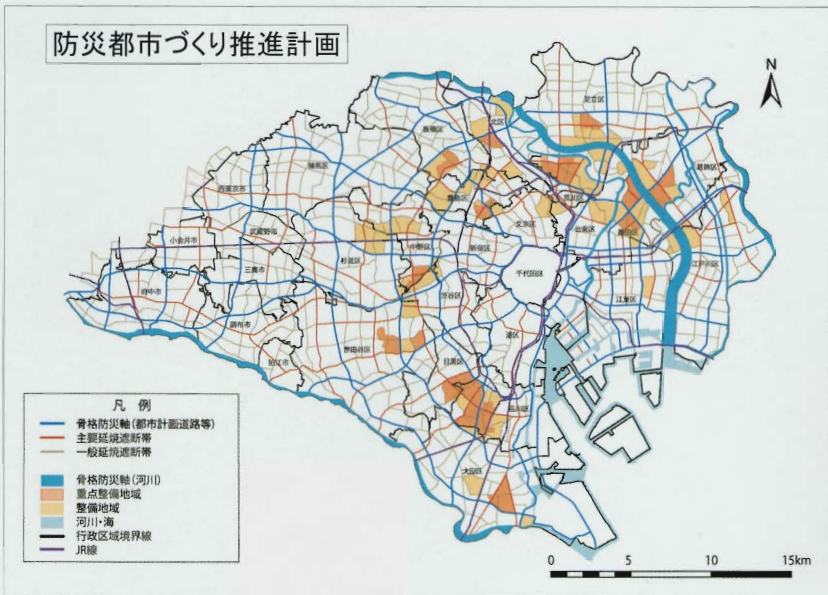 防災都市づくり推進計画
N
足立区
北区
板橋区
葛飾区
練馬区
豊島区
荒川区
西東京市
文京区
台東区
墨田区
武蔵野市
小金井市
中野区
新宿区
杉並区
江戸川区
千代田区
三鷹市
府中市
渋谷区
江東区
調布市
港区
世田谷区
目黒区
狛江市
品川区
大田区
凡 例
骨格防災軸(都市計画道路等)
主要延焼遮断帯
一般延焼遮断帯
骨格防災軸(河川)
重点整備地域
整備地域
河川・海
行政区域境界線
JR線
0 5 10 15km